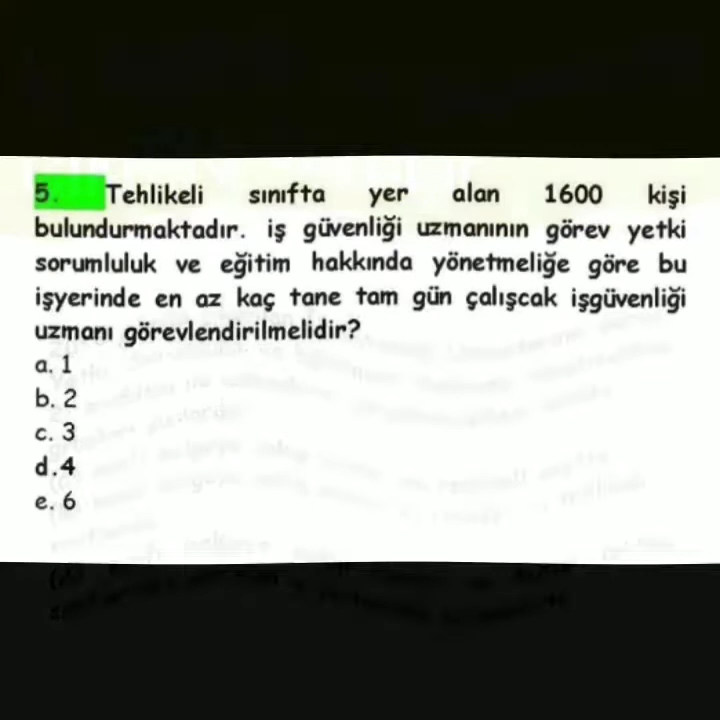 5. Tehlikeli sınıfta yer alan 1600 kişi
bulundurmaktadır. iş güvenliği uzmanının görev yetki
sorumluluk ve eğitim hakkında yönetmeliğe göre bu
işyerinde en az kaç tane tam gün çalışcak işgüvenliği
uzmanı görevlendirilmelidir?
a. 1
b. 2
c. 3
d.4
e. 6